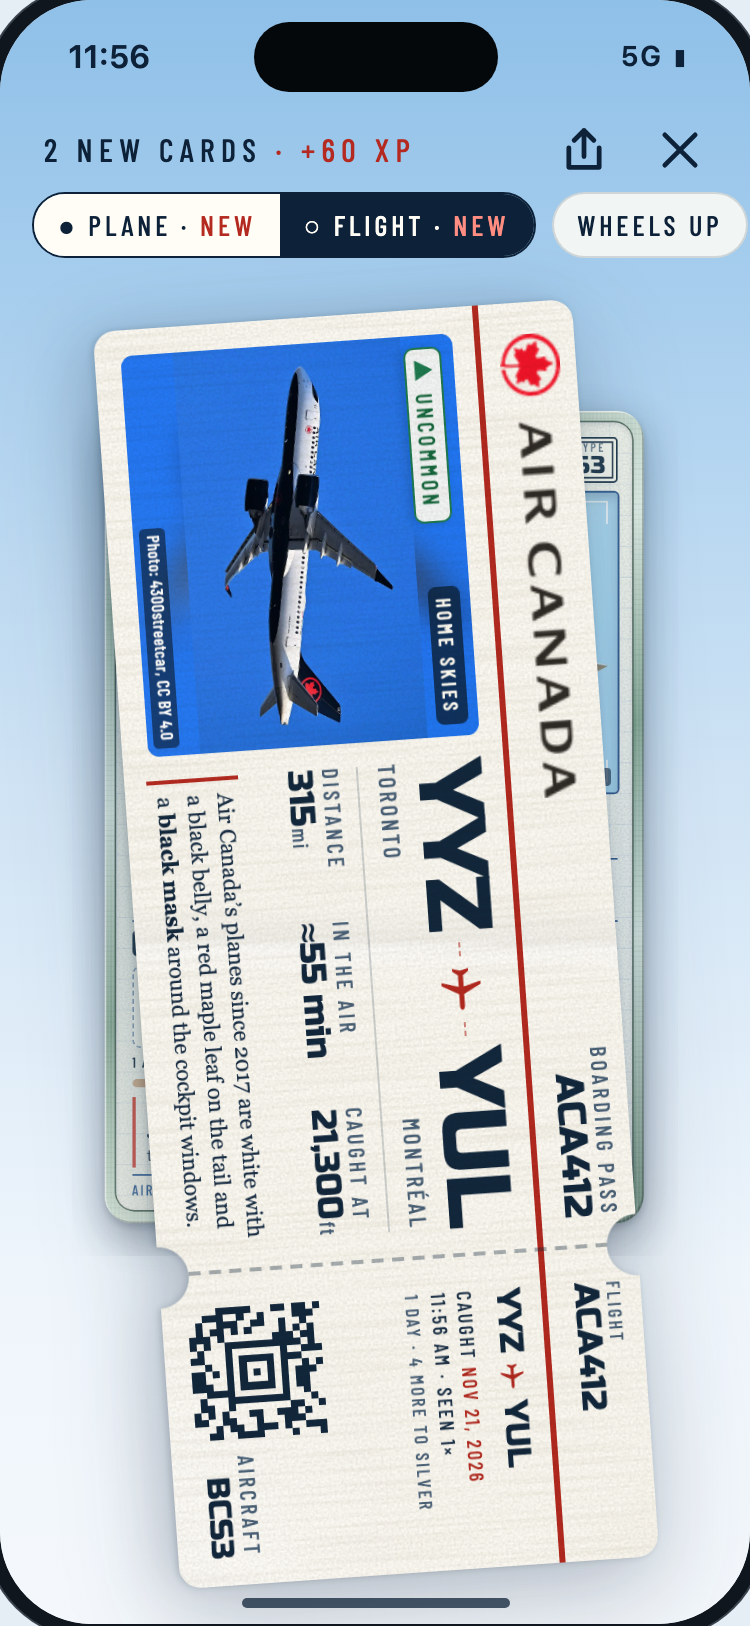 11:56
5G
2 NEW CARDS · +60 XP
PLANE · NEW
FLIGHT · NEW
WHEELS UP
AIR CANADA
BOARDING PASS
ACA412
UNCOMMON
HOME SKIES
Photo: 4300streetcar, CC BY 4.0
YYZ
YUL
TORONTO
MONTRÉAL
DISTANCE
315mi
IN THE AIR
≈55 min
CAUGHT AT
21,300ft
Air Canada's planes since 2017 are white with
a black belly, a red maple leaf on the tail and
a black mask around the cockpit windows.
FLIGHT
ACA412
YYZ
YUL
CAUGHT NOV 21, 2026
11:56 AM · SEEN 1×
1 DAY · 4 MORE TO SILVER
AIRCRAFT
BCS3
AIR